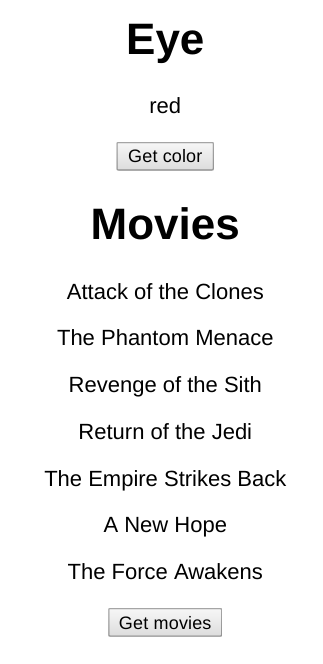 Eye
red
Get color
Movies
Attack of the Clones
The Phantom Menace
Revenge of the Sith
Return of the Jedi
The Empire Strikes Back
A New Hope
The Force Awakens
Get movies